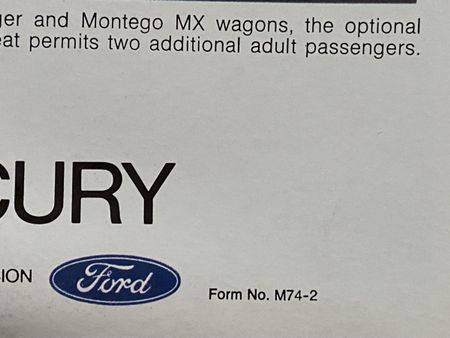 ger and Montego MX wagons, the optional
eat permits two additional adult passengers.
CURY
SION Ford Form No. M74-2